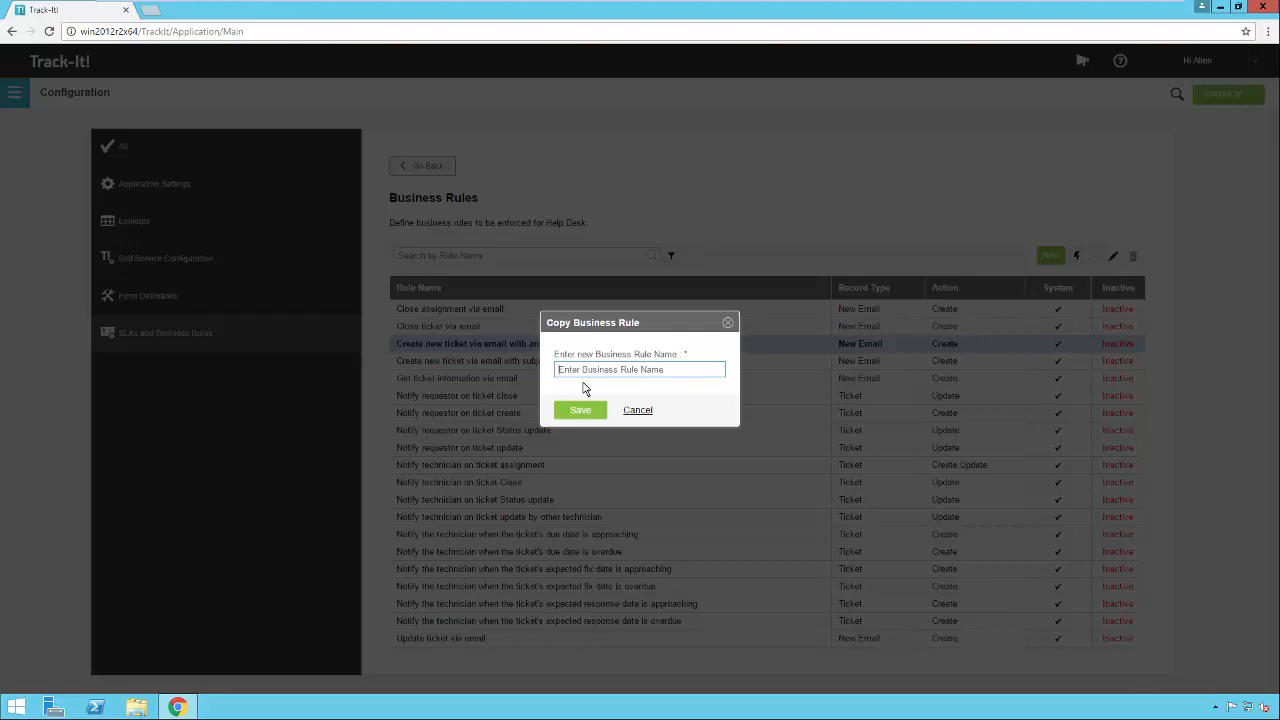 Track-It!
win2012r2x64/TrackIt/Application/Main
Track-It!
Hi Allen
Configuration
All
Application Settings
Lookups
Self Service Configuration
Form Definitions
SLAs and Business Rules
Go Back
Business Rules
Define business rules to be enforced for Help Desk
Search by Rule Name
New
Rule Name Record Type Action System Inactive
Close assignment via email New Email Create ✔ Inactive
Close ticket via email New Email Create ✔ Inactive
Create new ticket via email with an New Email Create ✔ Inactive
Create new ticket via email with subj New Email Create ✔ Inactive
Get ticket information via email New Email Create ✔ Inactive
Notify requestor on ticket close Ticket Update ✔ Inactive
Notify requestor on ticket create Ticket Create ✔ Inactive
Notify requestor on ticket Status update Ticket Update ✔ Inactive
Notify requestor on ticket update Ticket Update ✔ Inactive
Notify technician on ticket assignment Ticket Create,Update ✔ Inactive
Notify technician on ticket Close Ticket Update ✔ Inactive
Notify technician on ticket Status update Ticket Update ✔ Inactive
Notify technician on ticket update by other technician Ticket Update ✔ Inactive
Notify the technician when the ticket's due date is approaching Ticket Create ✔ Inactive
Notify the technician when the ticket's due date is overdue Ticket Create ✔ Inactive
Notify the technician when the ticket's expected fix date is approaching Ticket Create ✔ Inactive
Notify the technician when the ticket's expected fix date is overdue Ticket Create ✔ Inactive
Notify the technician when the ticket's expected response date is approaching Ticket Create ✔ Inactive
Notify the technician when the ticket's expected response date is overdue Ticket Create ✔ Inactive
Update ticket via email New Email Create ✔ Inactive
Copy Business Rule
Enter new Business Rule Name : *
Enter Business Rule Name
Save Cancel